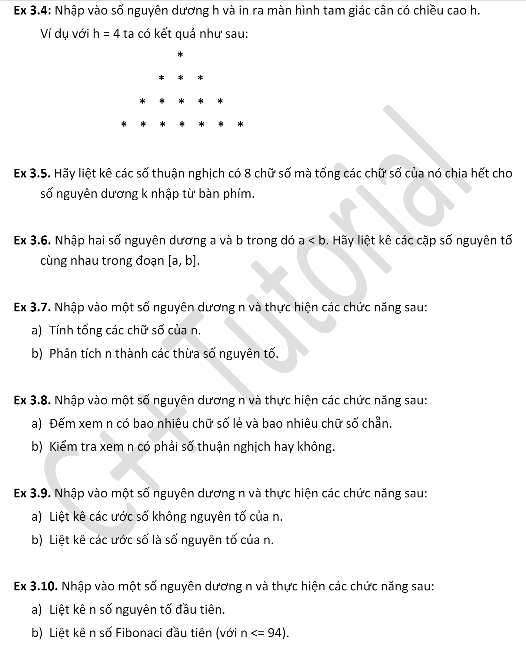 Ex 3.4: Nhập vào số nguyên dương h và in ra màn hình tam giác cân có chiều cao h.
Ví dụ với h = 4 ta có kết quả như sau:
*
* * *
* * * * *
* * * * * * *
Ex 3.5. Hãy liệt kê các số thuận nghịch có 8 chữ số mà tổng các chữ số của nó chia hết cho
số nguyên dương k nhập từ bàn phím.
Ex 3.6. Nhập hai số nguyên dương a và b trong dó a < b. Hãy liệt kê các cặp số nguyên tố
cùng nhau trong đoạn [a, b].
Ex 3.7. Nhập vào một số nguyên dương n và thực hiện các chức năng sau:
a) Tính tổng các chữ số của n.
b) Phân tích n thành các thừa số nguyên tố.
Ex 3.8. Nhập vào một số nguyên dương n và thực hiện các chức năng sau:
a) Đếm xem n có bao nhiêu chữ số lẻ và bao nhiêu chữ số chẵn.
b) Kiểm tra xem n có phải số thuận nghịch hay không.
Ex 3.9. Nhập vào một số nguyên dương n và thực hiện các chức năng sau:
a) Liệt kê các ước số không nguyên tố của n.
b) Liệt kê các ước số là số nguyên tố của n.
Ex 3.10. Nhập vào một số nguyên dương n và thực hiện các chức năng sau:
a) Liệt kê n số nguyên tố đầu tiên.
b) Liệt kê n số Fibonaci đầu tiên (với n <= 94).
C++ Tutorial